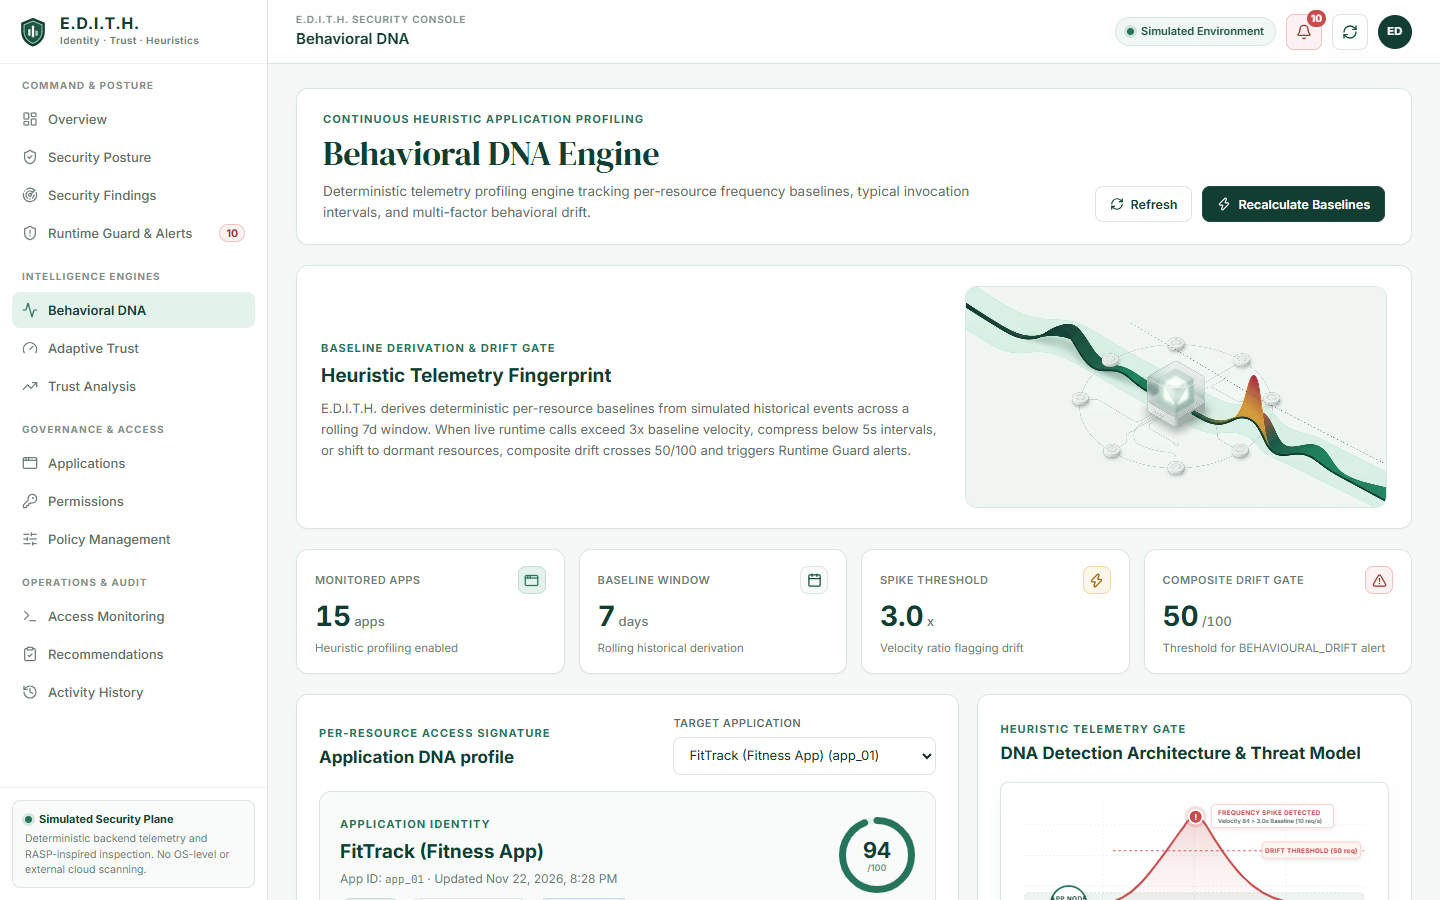 E.D.I.T.H.
Identity · Trust · Heuristics
COMMAND & POSTURE
Overview
Security Posture
Security Findings
Runtime Guard & Alerts
10
INTELLIGENCE ENGINES
Behavioral DNA
Adaptive Trust
Trust Analysis
GOVERNANCE & ACCESS
Applications
Permissions
Policy Management
OPERATIONS & AUDIT
Access Monitoring
Recommendations
Activity History
Simulated Security Plane
Deterministic backend telemetry and
RASP-inspired inspection. No OS-level or
external cloud scanning.
E.D.I.T.H. SECURITY CONSOLE
Behavioral DNA
Simulated Environment
10
ED
CONTINUOUS HEURISTIC APPLICATION PROFILING
Behavioral DNA Engine
Deterministic telemetry profiling engine tracking per-resource frequency baselines, typical invocation
intervals, and multi-factor behavioral drift.
Refresh
Recalculate Baselines
BASELINE DERIVATION & DRIFT GATE
Heuristic Telemetry Fingerprint
E.D.I.T.H. derives deterministic per-resource baselines from simulated historical events across a
rolling 7d window. When live runtime calls exceed 3x baseline velocity, compress below 5s intervals,
or shift to dormant resources, composite drift crosses 50/100 and triggers Runtime Guard alerts.
MONITORED APPS
15 apps
Heuristic profiling enabled
BASELINE WINDOW
7 days
Rolling historical derivation
SPIKE THRESHOLD
3.0 x
Velocity ratio flagging drift
COMPOSITE DRIFT GATE
50 /100
Threshold for BEHAVIOURAL_DRIFT alert
PER-RESOURCE ACCESS SIGNATURE
Application DNA profile
TARGET APPLICATION
FitTrack (Fitness App) (app_01)
APPLICATION IDENTITY
FitTrack (Fitness App)
App ID: app_01 · Updated Nov 22, 2026, 8:28 PM
94
/100
HEURISTIC TELEMETRY GATE
DNA Detection Architecture & Threat Model
FREQUENCY SPIKE DETECTED
Velocity 84 > 3.0x Baseline (10 req/s)
DRIFT THRESHOLD (50 req)